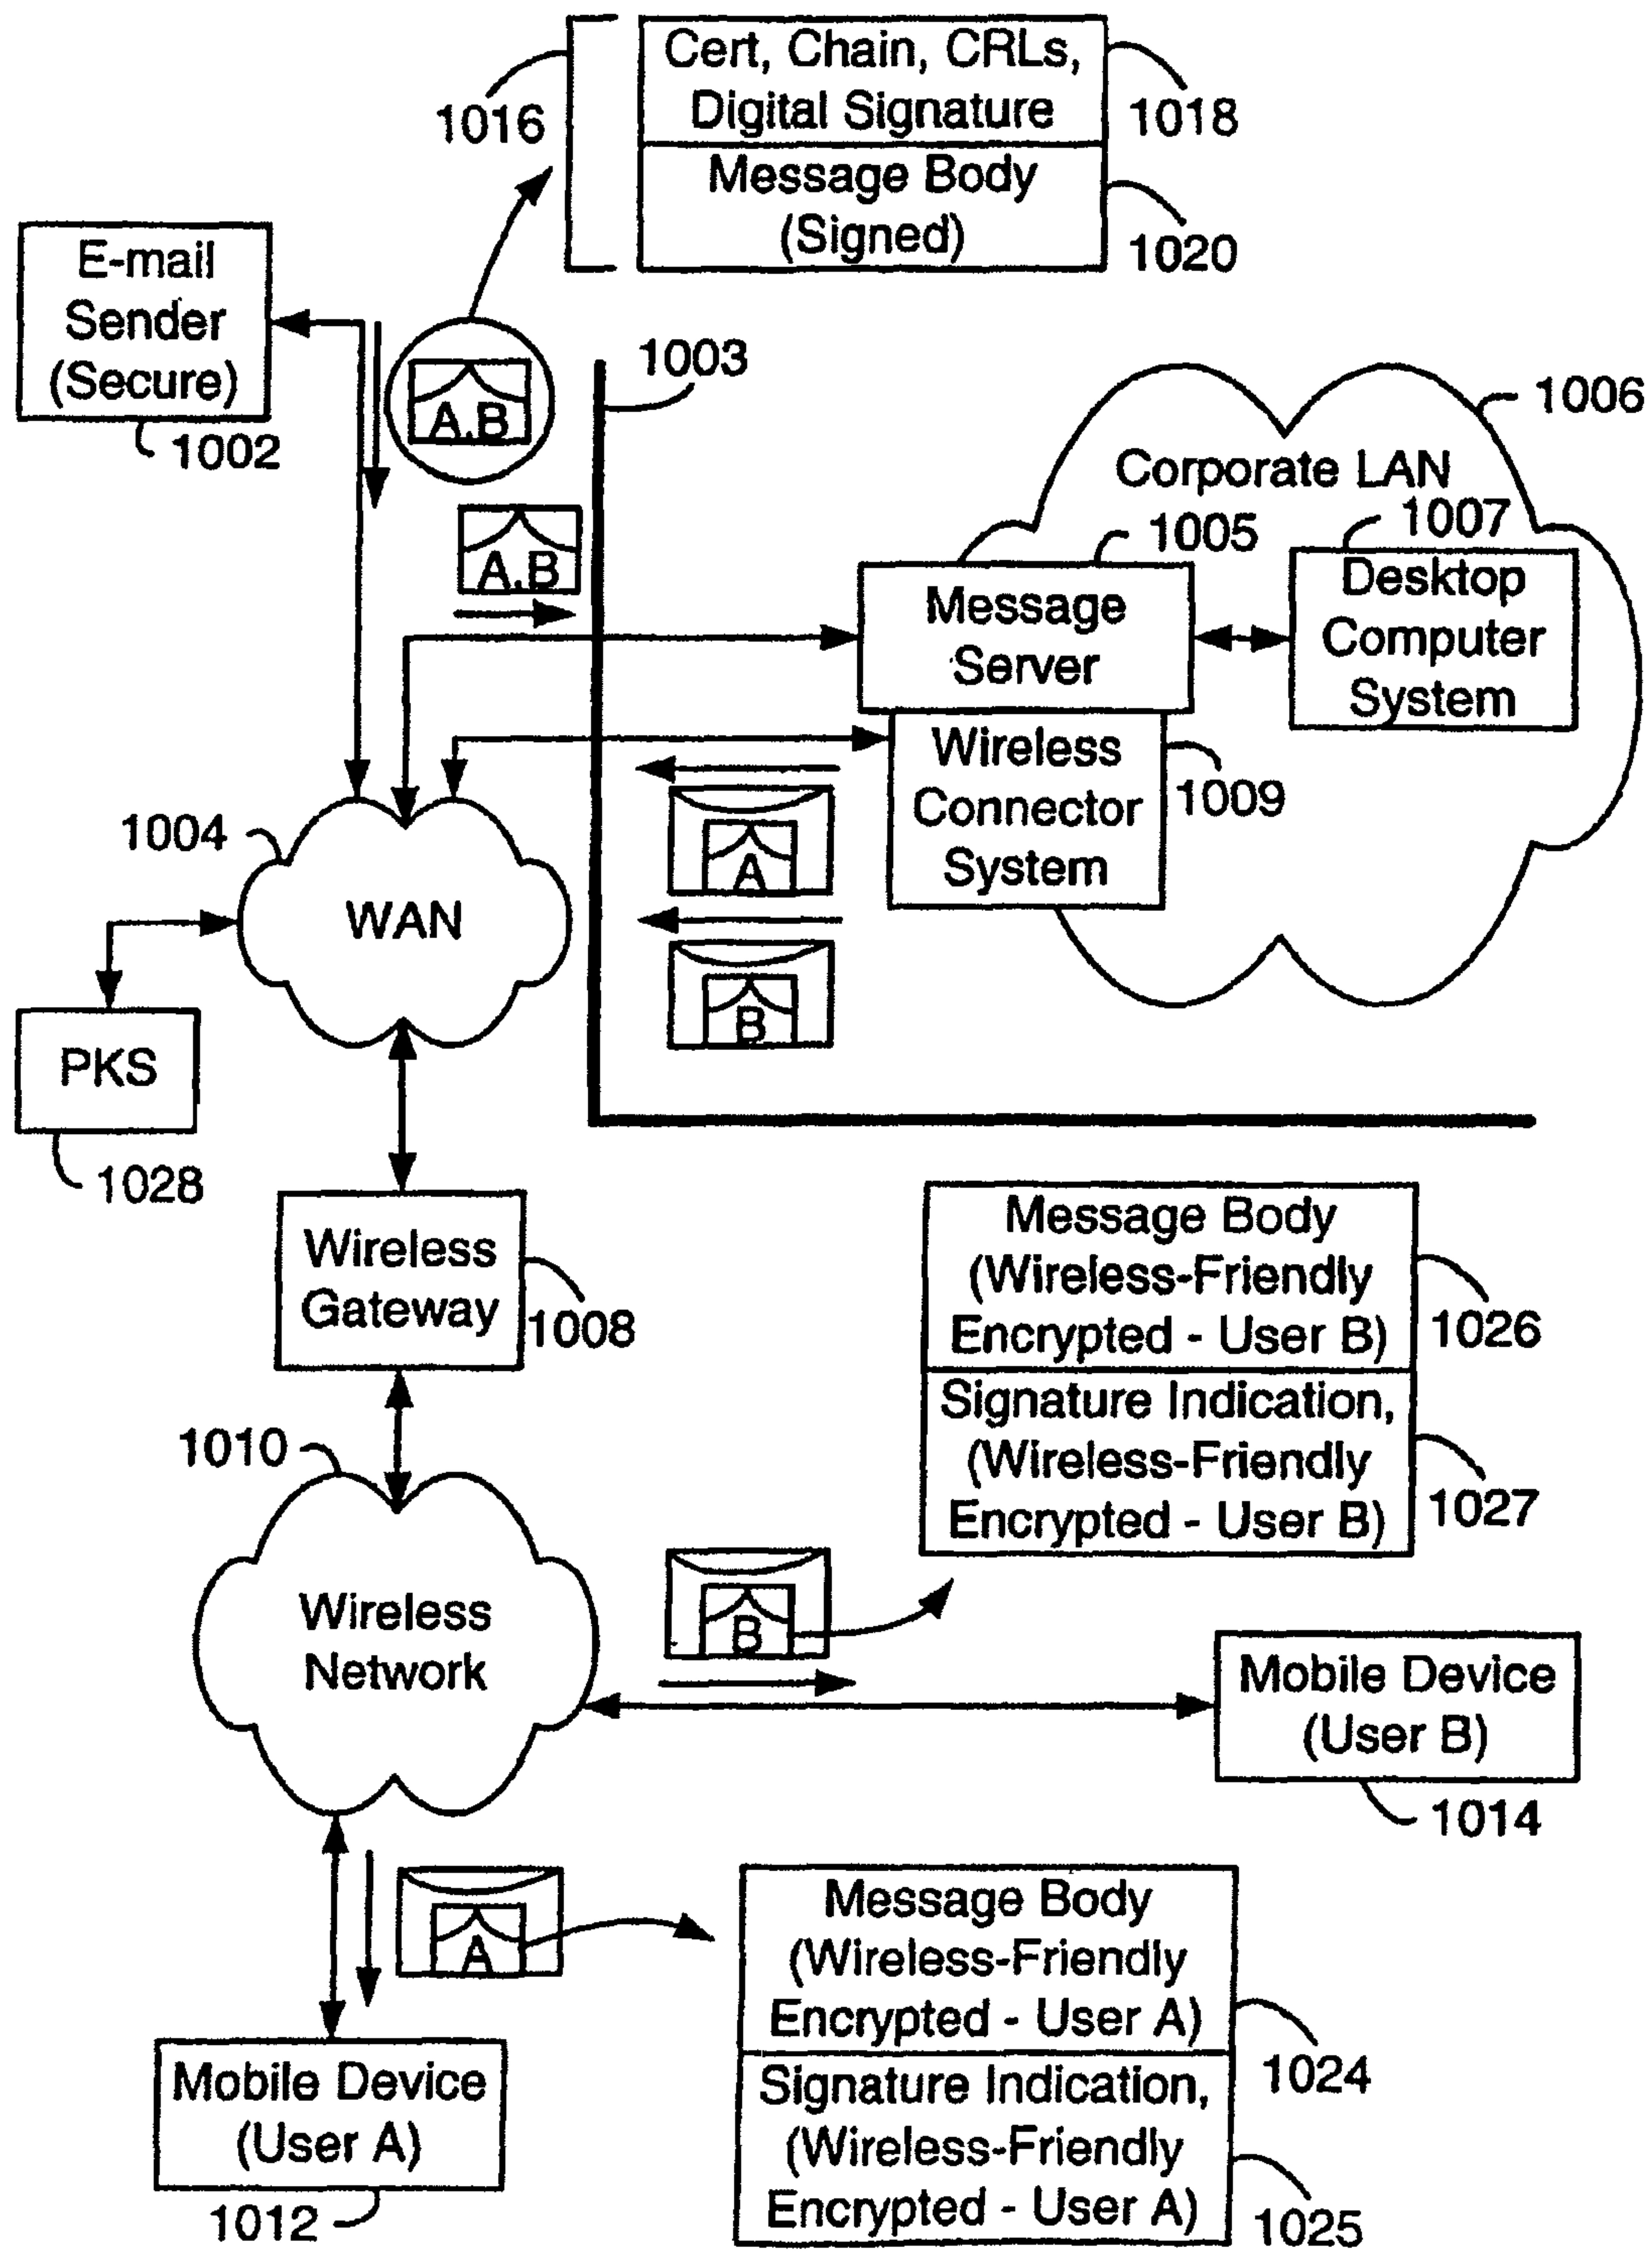 Cert, Chain, CRLs,
Digital Signature
1016
1018
Message Body
(Signed)
1020
E-mail
Sender
(Secure)
1002
A.B
1003
1006
Corporate LAN
A.B
1005
1007
Message
Server
Desktop
Computer
System
Wireless
Connector
System
1009
A
B
1004
WAN
PKS
1028
Wireless
Gateway
1008
Message Body
(Wireless-Friendly
Encrypted - User B)
1026
Signature Indication,
(Wireless-Friendly
Encrypted - User B)
1027
1010
Wireless
Network
B
Mobile Device
(User B)
1014
A
Message Body
(Wireless-Friendly
Encrypted - User A)
1024
Signature Indication,
(Wireless-Friendly
Encrypted - User A)
1025
Mobile Device
(User A)
1012